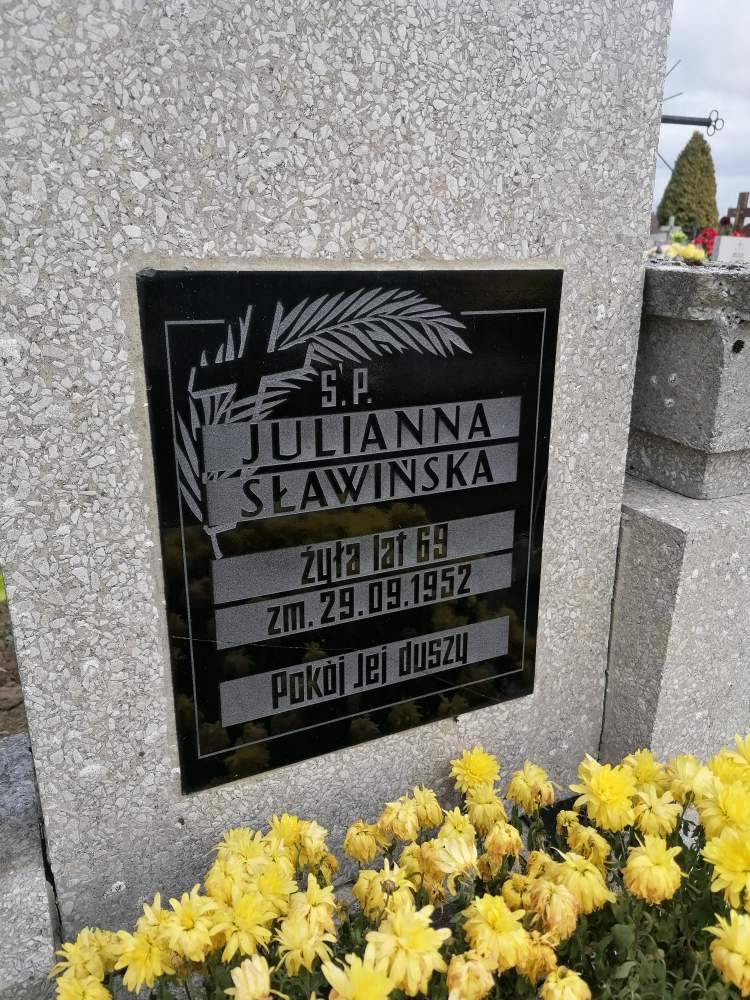 Ś.P.
JULIANNA
SŁAWIŃSKA
żyła lat 69
zm. 29.09.1952
Pokój Jej duszy